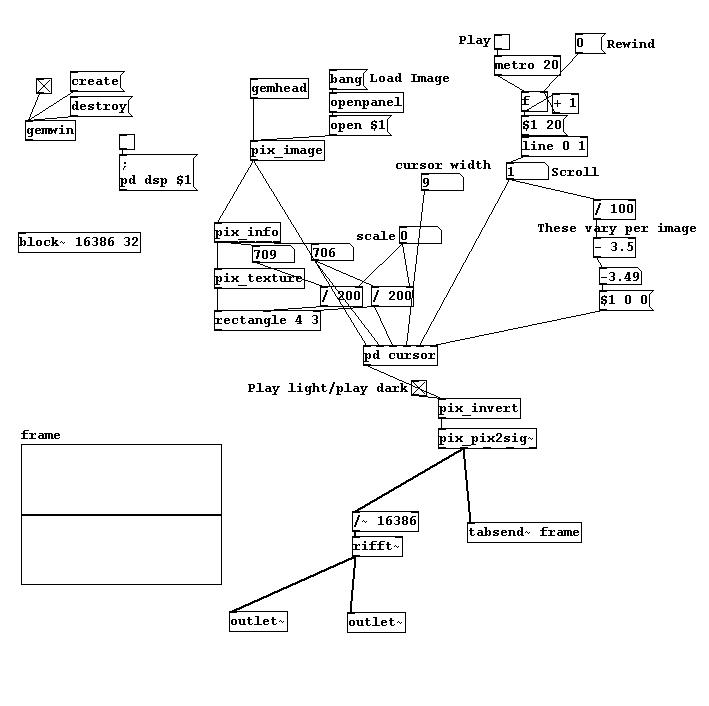 Play
0 Rewind
metro 20
create
bang Load Image
gemhead
destroy
openpanel
f
+ 1
gemwin
open $1
$1 20
;
pd dsp $1
pix_image
line 0 1
cursor width
1 Scroll
9
/ 100
These vary per image
pix_info
scale 0
block~ 16386 32
- 3.5
709
706
pix_texture
-3.49
/ 200
/ 200
$1 0 0
rectangle 4 3
pd cursor
Play light/play dark
pix_invert
frame
pix_pix2sig~
/~ 16386
tabsend~ frame
rifft~
outlet~
outlet~